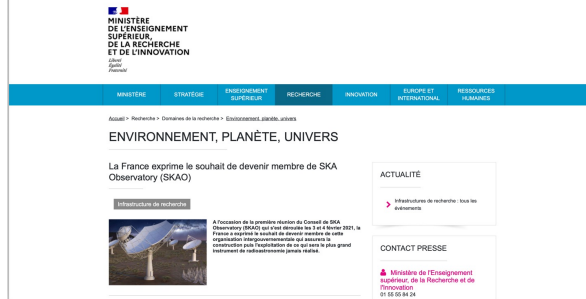 MINISTÈRE
DE L'ENSEIGNEMENT
SUPÉRIEUR,
DE LA RECHERCHE
ET DE L'INNOVATION
Liberté
Égalité
Fraternité
MINISTÈRE
STRATÉGIE
ENSEIGNEMENT
SUPÉRIEUR
RECHERCHE
INNOVATION
EUROPE ET
INTERNATIONAL
RESSOURCES
HUMAINES
Accueil > Recherche > Domaines de la recherche > Environnement, planète, univers
ENVIRONNEMENT, PLANÈTE, UNIVERS
La France exprime le souhait de devenir membre de SKA
Observatory (SKAO)
Infrastructure de recherche
A l'occasion de la première réunion du Conseil de SKA
Observatory (SKAO) qui s'est déroulée les 3 et 4 février 2021, la
France a exprimé le souhait de devenir membre de cette
organisation intergouvernementale qui assurera la
construction puis l'exploitation de ce qui sera le plus grand
instrument de radioastronomie jamais réalisé.
ACTUALITÉ
Infrastructures de recherche : tous les
évènements
CONTACT PRESSE
Ministère de l'Enseignement
supérieur, de la Recherche et de
l'Innovation
01 55 55 84 24